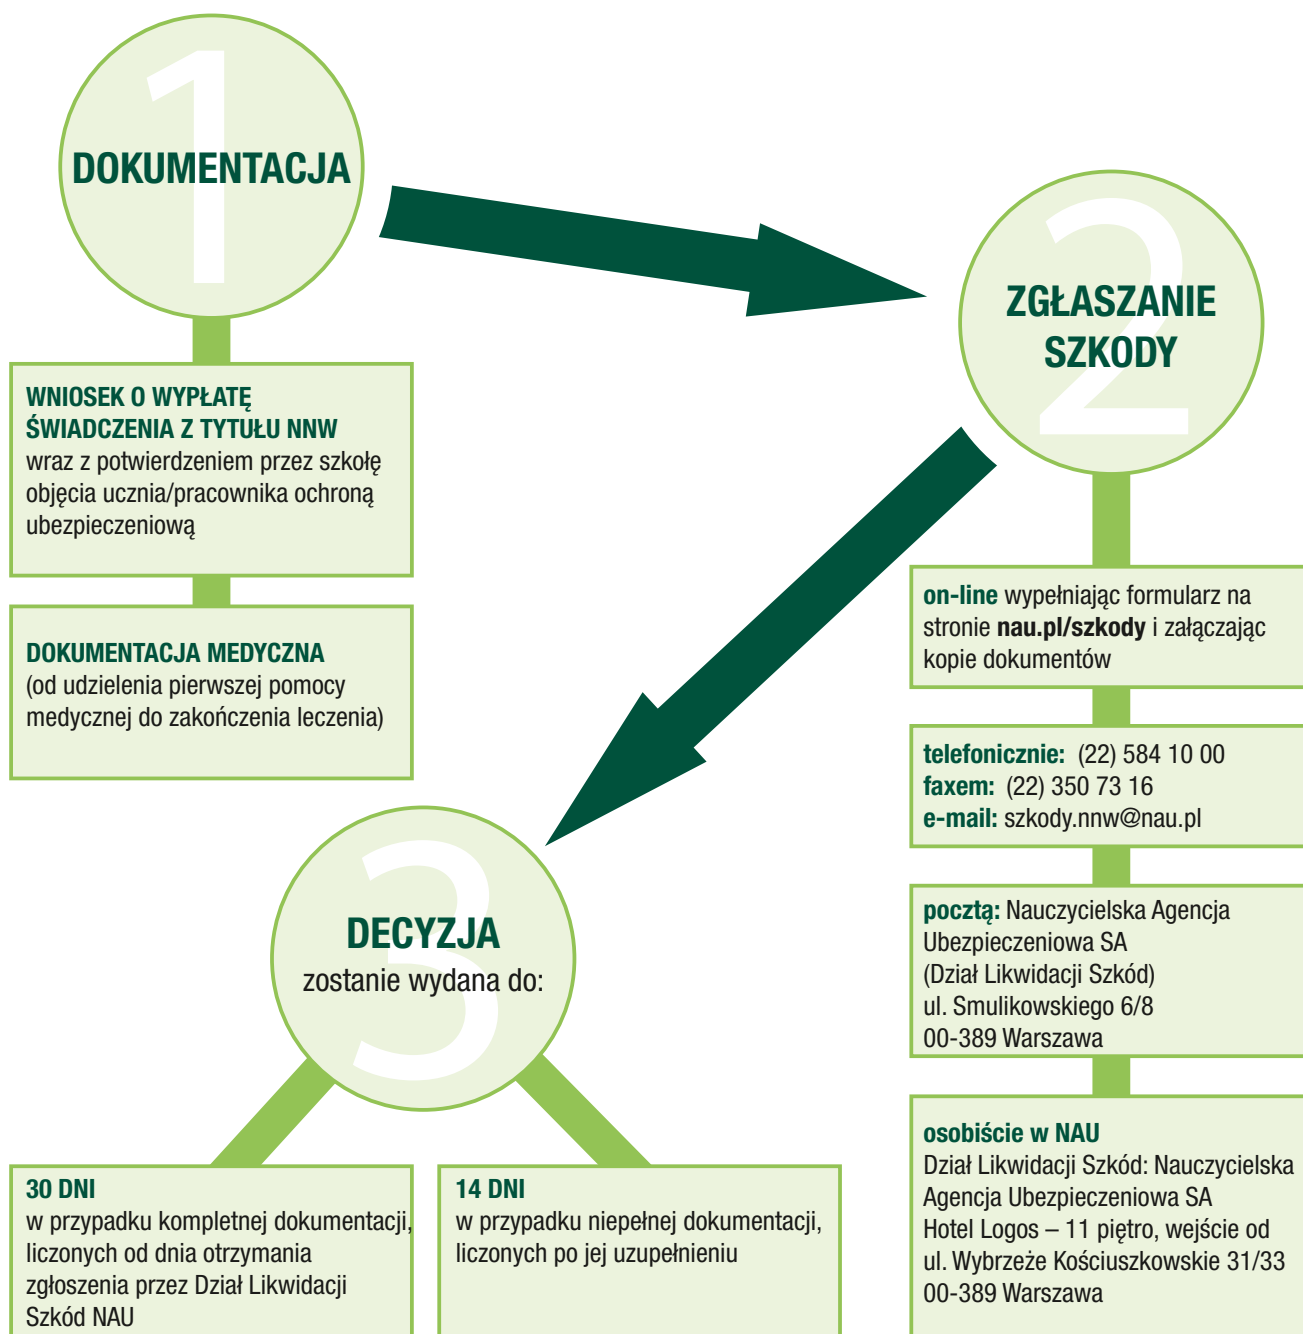 1
DOKUMENTACJA
WNIOSEK O WYPŁATĘ
ŚWIADCZENIA Z TYTUŁU NNW
wraz z potwierdzeniem przez szkołę
objęcia ucznia/pracownika ochroną
ubezpieczeniową
DOKUMENTACJA MEDYCZNA
(od udzielenia pierwszej pomocy
medycznej do zakończenia leczenia)
2
ZGŁASZANIE
SZKODY
on-line wypełniając formularz na
stronie nau.pl/szkody i załączając
kopie dokumentów
telefonicznie: (22) 584 10 00
faxem: (22) 350 73 16
e-mail: szkody.nnw@nau.pl
pocztą: Nauczycielska Agencja
Ubezpieczeniowa SA
(Dział Likwidacji Szkód)
ul. Smulikowskiego 6/8
00-389 Warszawa
osobiście w NAU
Dział Likwidacji Szkód: Nauczycielska
Agencja Ubezpieczeniowa SA
Hotel Logos – 11 piętro, wejście od
ul. Wybrzeże Kościuszkowskie 31/33
00-389 Warszawa
3
DECYZJA
zostanie wydana do:
30 DNI
w przypadku kompletnej dokumentacji,
liczonych od dnia otrzymania
zgłoszenia przez Dział Likwidacji
Szkód NAU
14 DNI
w przypadku niepełnej dokumentacji,
liczonych po jej uzupełnieniu